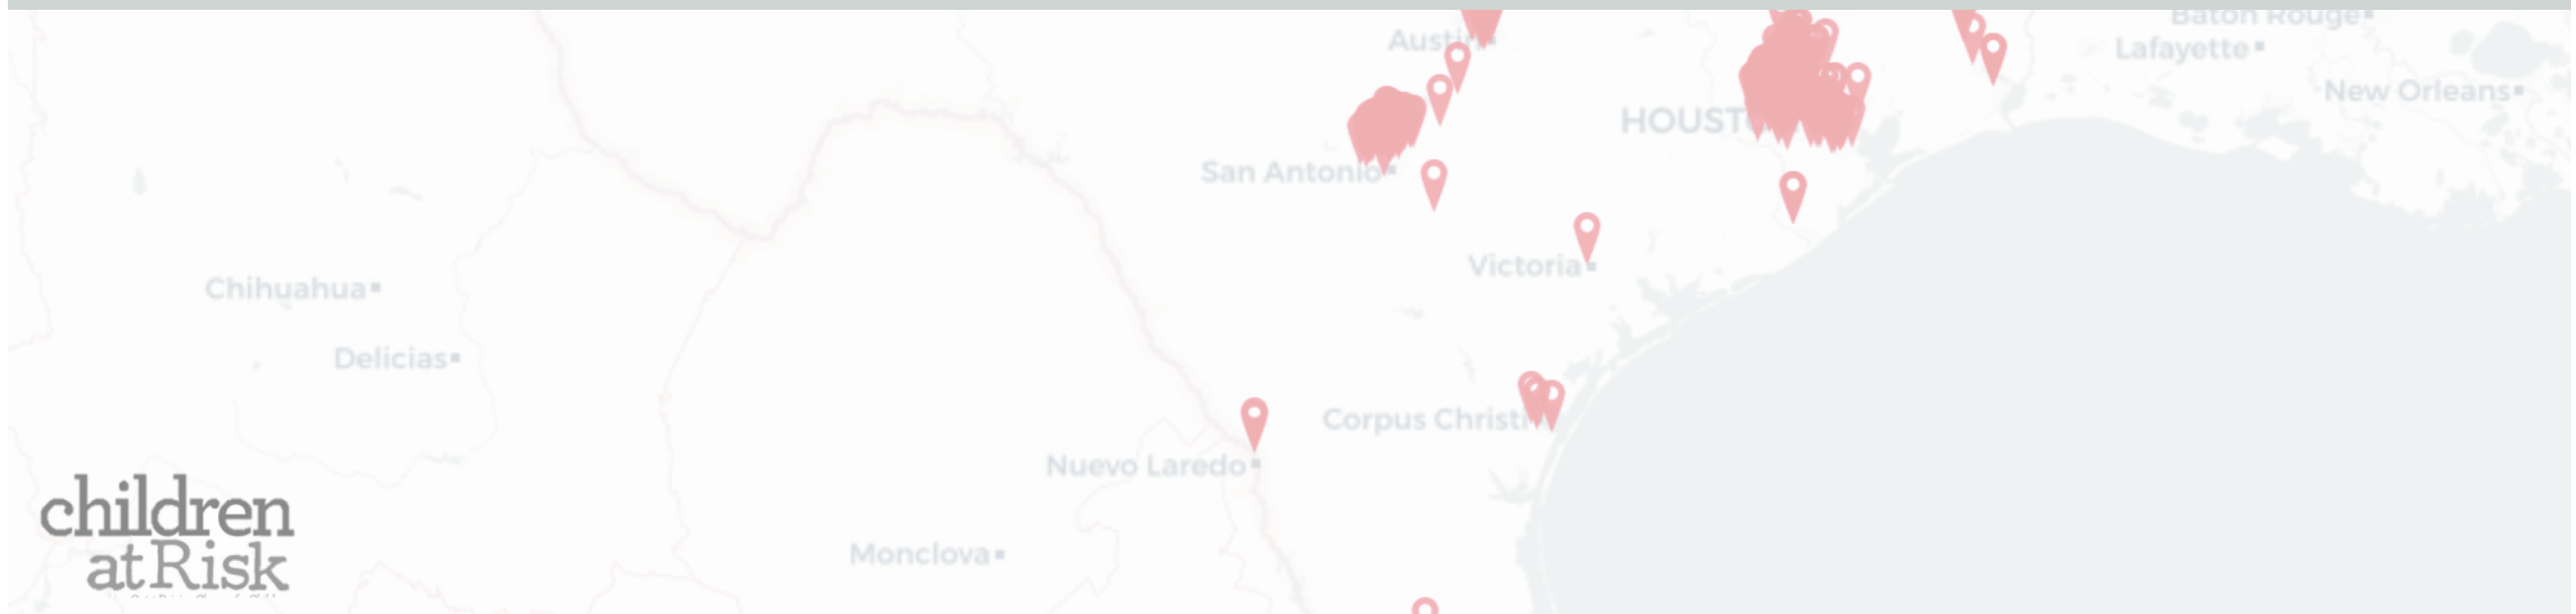 Baton Rouge
Austin
Lafayette
New Orleans
HOUST
San Antonio
Victoria
Chihuahua
Delicias
Corpus Christi
Nuevo Laredo
children
at Risk
Monclova